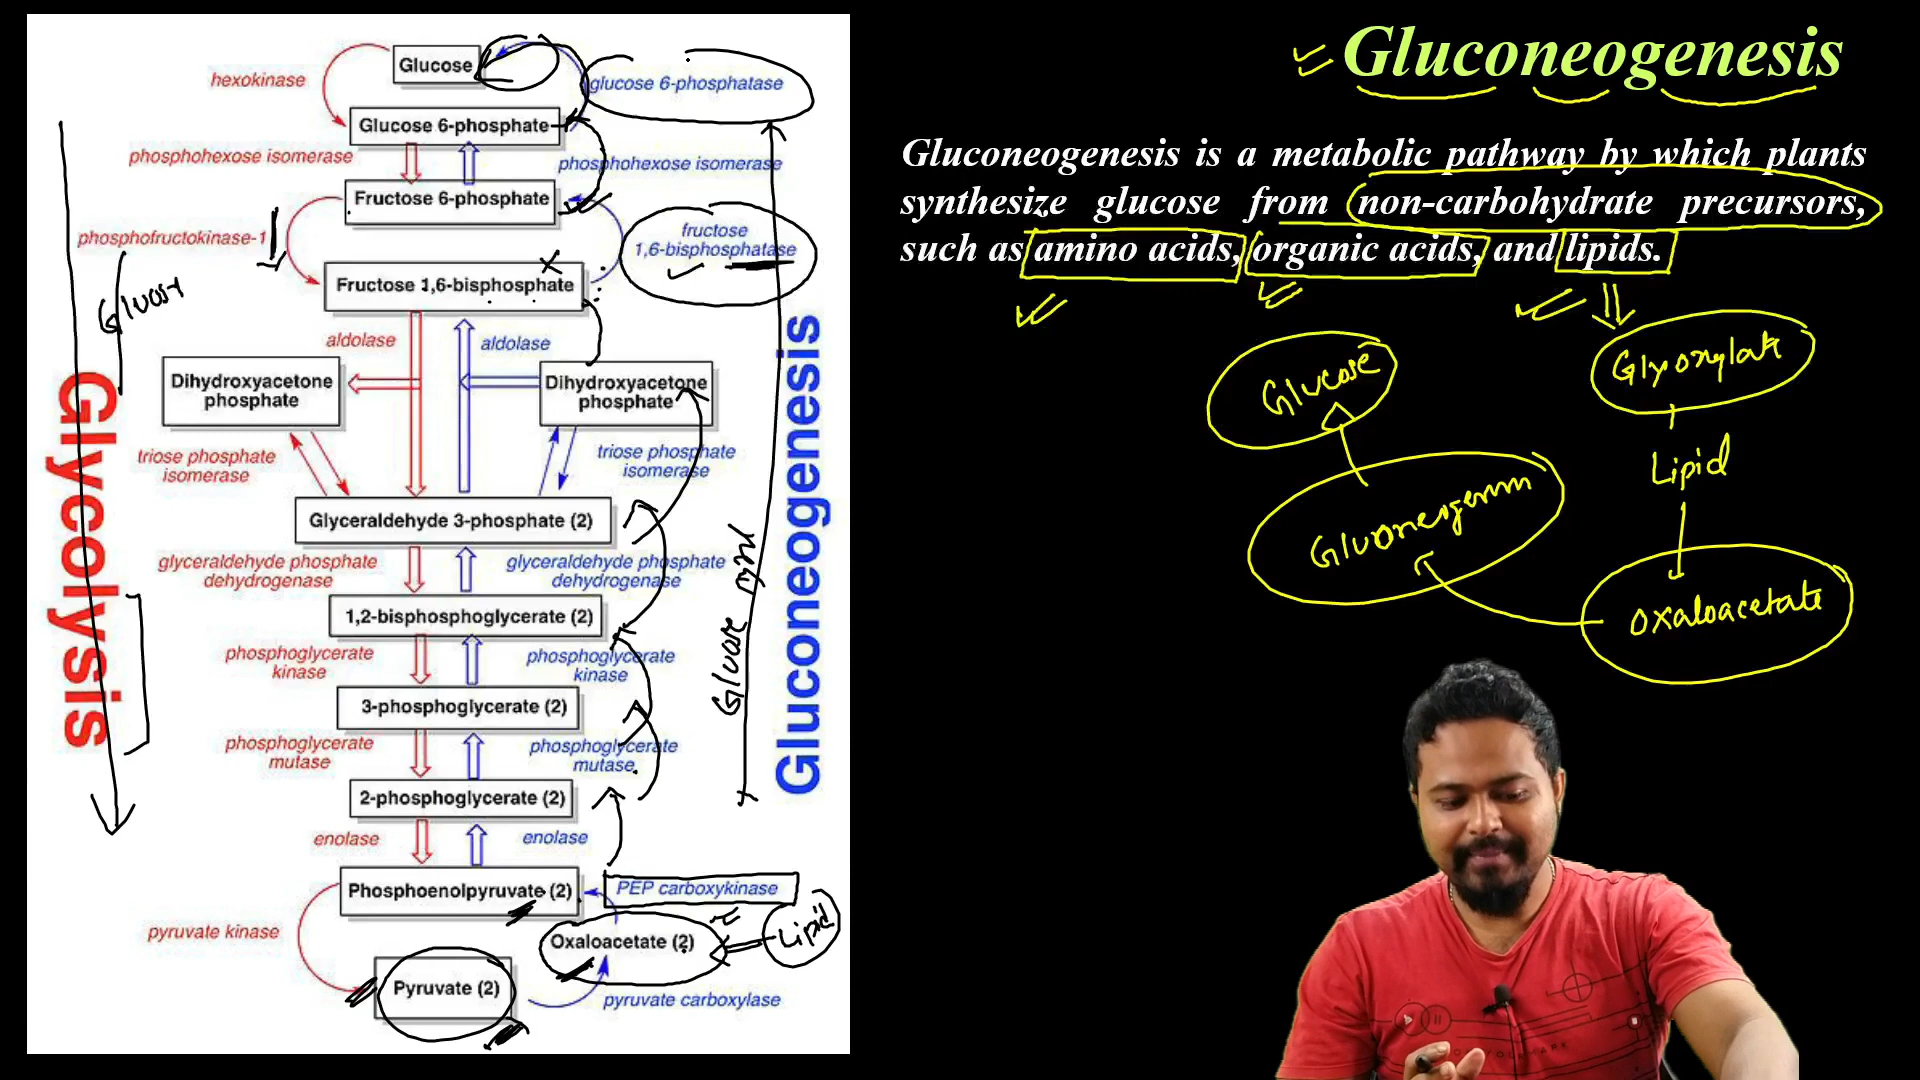 Gluconeogenesis
Gluconeogenesis is a metabolic pathway by which plants
synthesize glucose from non-carbohydrate precursors,
such as amino acids, organic acids, and lipids.
Glucose
hexokinase
glucose 6-phosphatase
Glucose 6-phosphate
phosphohexose isomerase
phosphohexose isomerase
Fructose 6-phosphate
phosphofructokinase-1
fructose
1,6-bisphosphatase
Fructose 1,6-bisphosphate
aldolase
aldolase
Dihydroxyacetone
phosphate
Dihydroxyacetone
phosphate
triose phosphate
isomerase
triose phosphate
isomerase
Glyceraldehyde 3-phosphate (2)
glyceraldehyde phosphate
dehydrogenase
glyceraldehyde phosphate
dehydrogenase
1,2-bisphosphoglycerate (2)
phosphoglycerate
kinase
phosphoglycerate
kinase
3-phosphoglycerate (2)
phosphoglycerate
mutase
phosphoglycerate
mutase
2-phosphoglycerate (2)
enolase
enolase
Phosphoenolpyruvate (2)
PEP carboxykinase
pyruvate kinase
Oxaloacetate (2)
Lipid
Pyruvate (2)
pyruvate carboxylase
Glycolysis
Gluconeogenesis
Glucose
Glucose
Glyoxylate
Lipid
Oxaloacetate